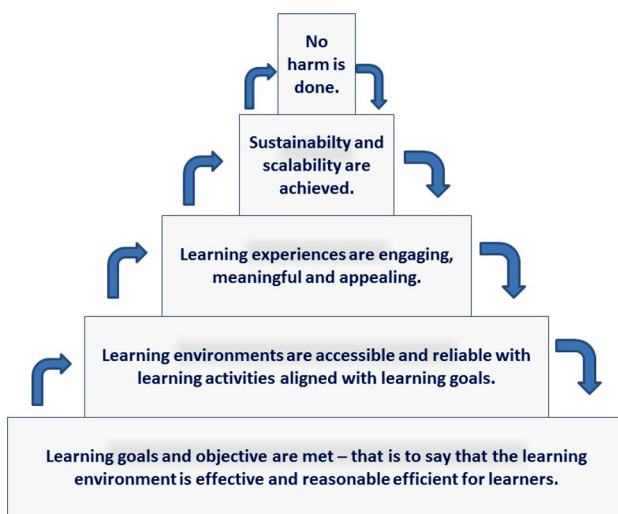 No
harm is
done.
Sustainabilty and
scalability are
achieved.
Learning experiences are engaging,
meaningful and appealing.
Learning environments are accessible and reliable with
learning activities aligned with learning goals.
Learning goals and objective are met – that is to say that the learning
environment is effective and reasonable efficient for learners.